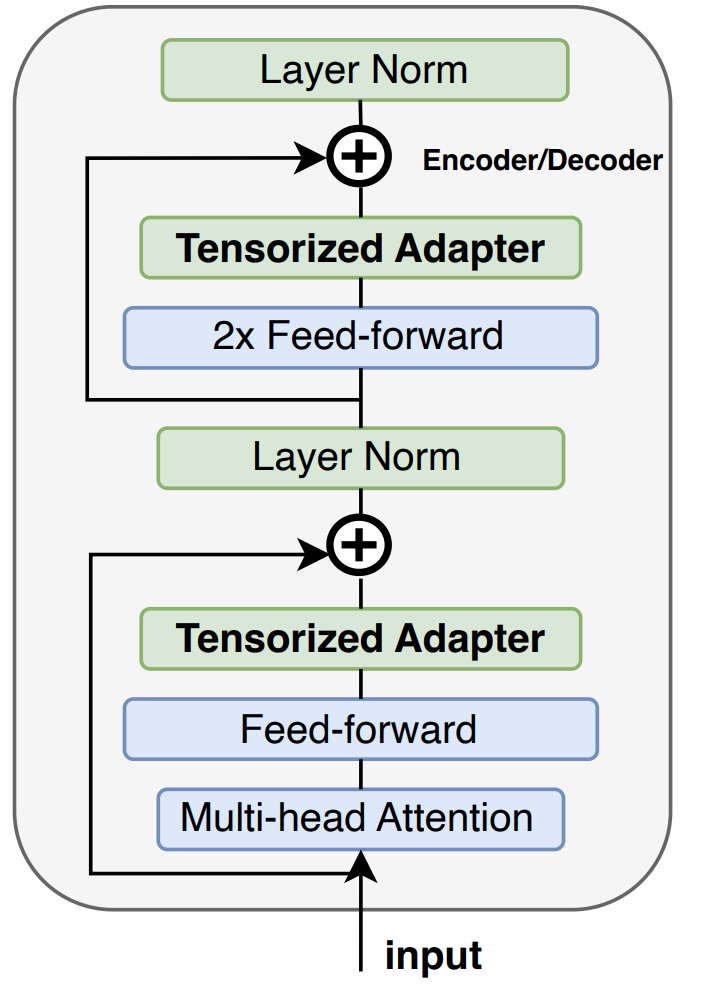 Layer Norm
Encoder/Decoder
Tensorized Adapter
2x Feed-forward
Layer Norm
Tensorized Adapter
Feed-forward
Multi-head Attention
input